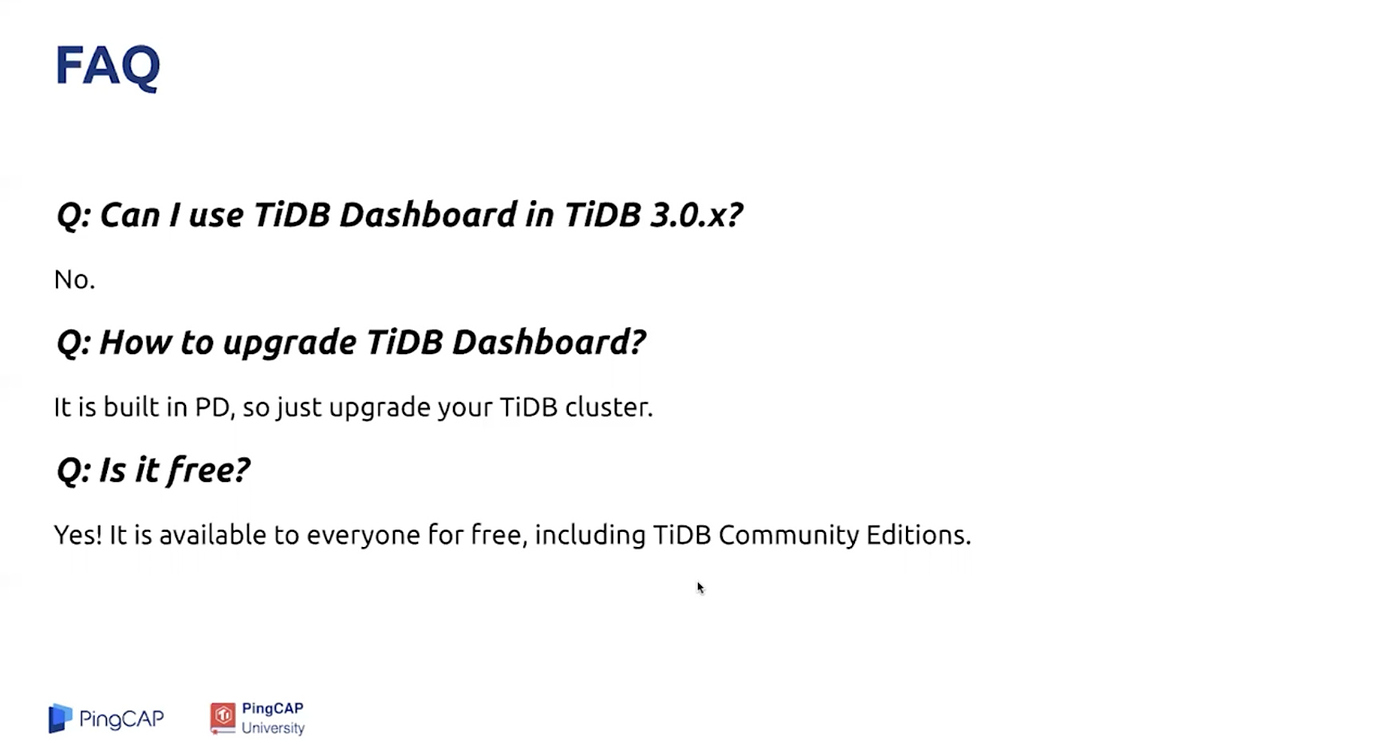 FAQ
Q: Can I use TiDB Dashboard in TiDB 3.0.x?
No.
Q: How to upgrade TiDB Dashboard?
It is built in PD, so just upgrade your TiDB cluster.
Q: Is it free?
Yes! It is available to everyone for free, including TiDB Community Editions.
PingCAP
PingCAP
University